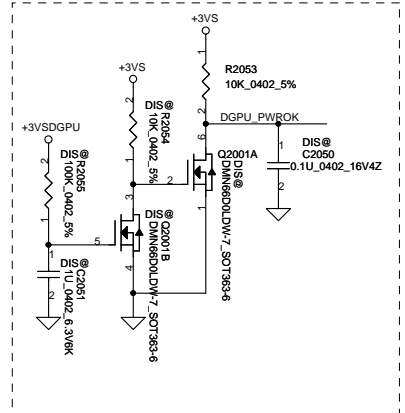 +3VS
1
R2053
10K_0402_5%
2
DGPU_PWROK
+3VS
2
DIS@
R2054
10K_0402_5%
1
+3VSDGPU
2
DIS@
R2055
100K_0402_5%
1
6
2
1
Q2001A
DIS@
DMN66D0LDW-7_SOT363-6
DIS@
C2050
0.1U_0402_16V4Z
1
2
3
5
4
DIS@
Q2001B
DMN66D0LDW-7_SOT363-6
1
2
DIS@
C2051
1U_0402_6.3V6K